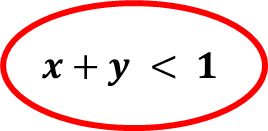 x + y < 1